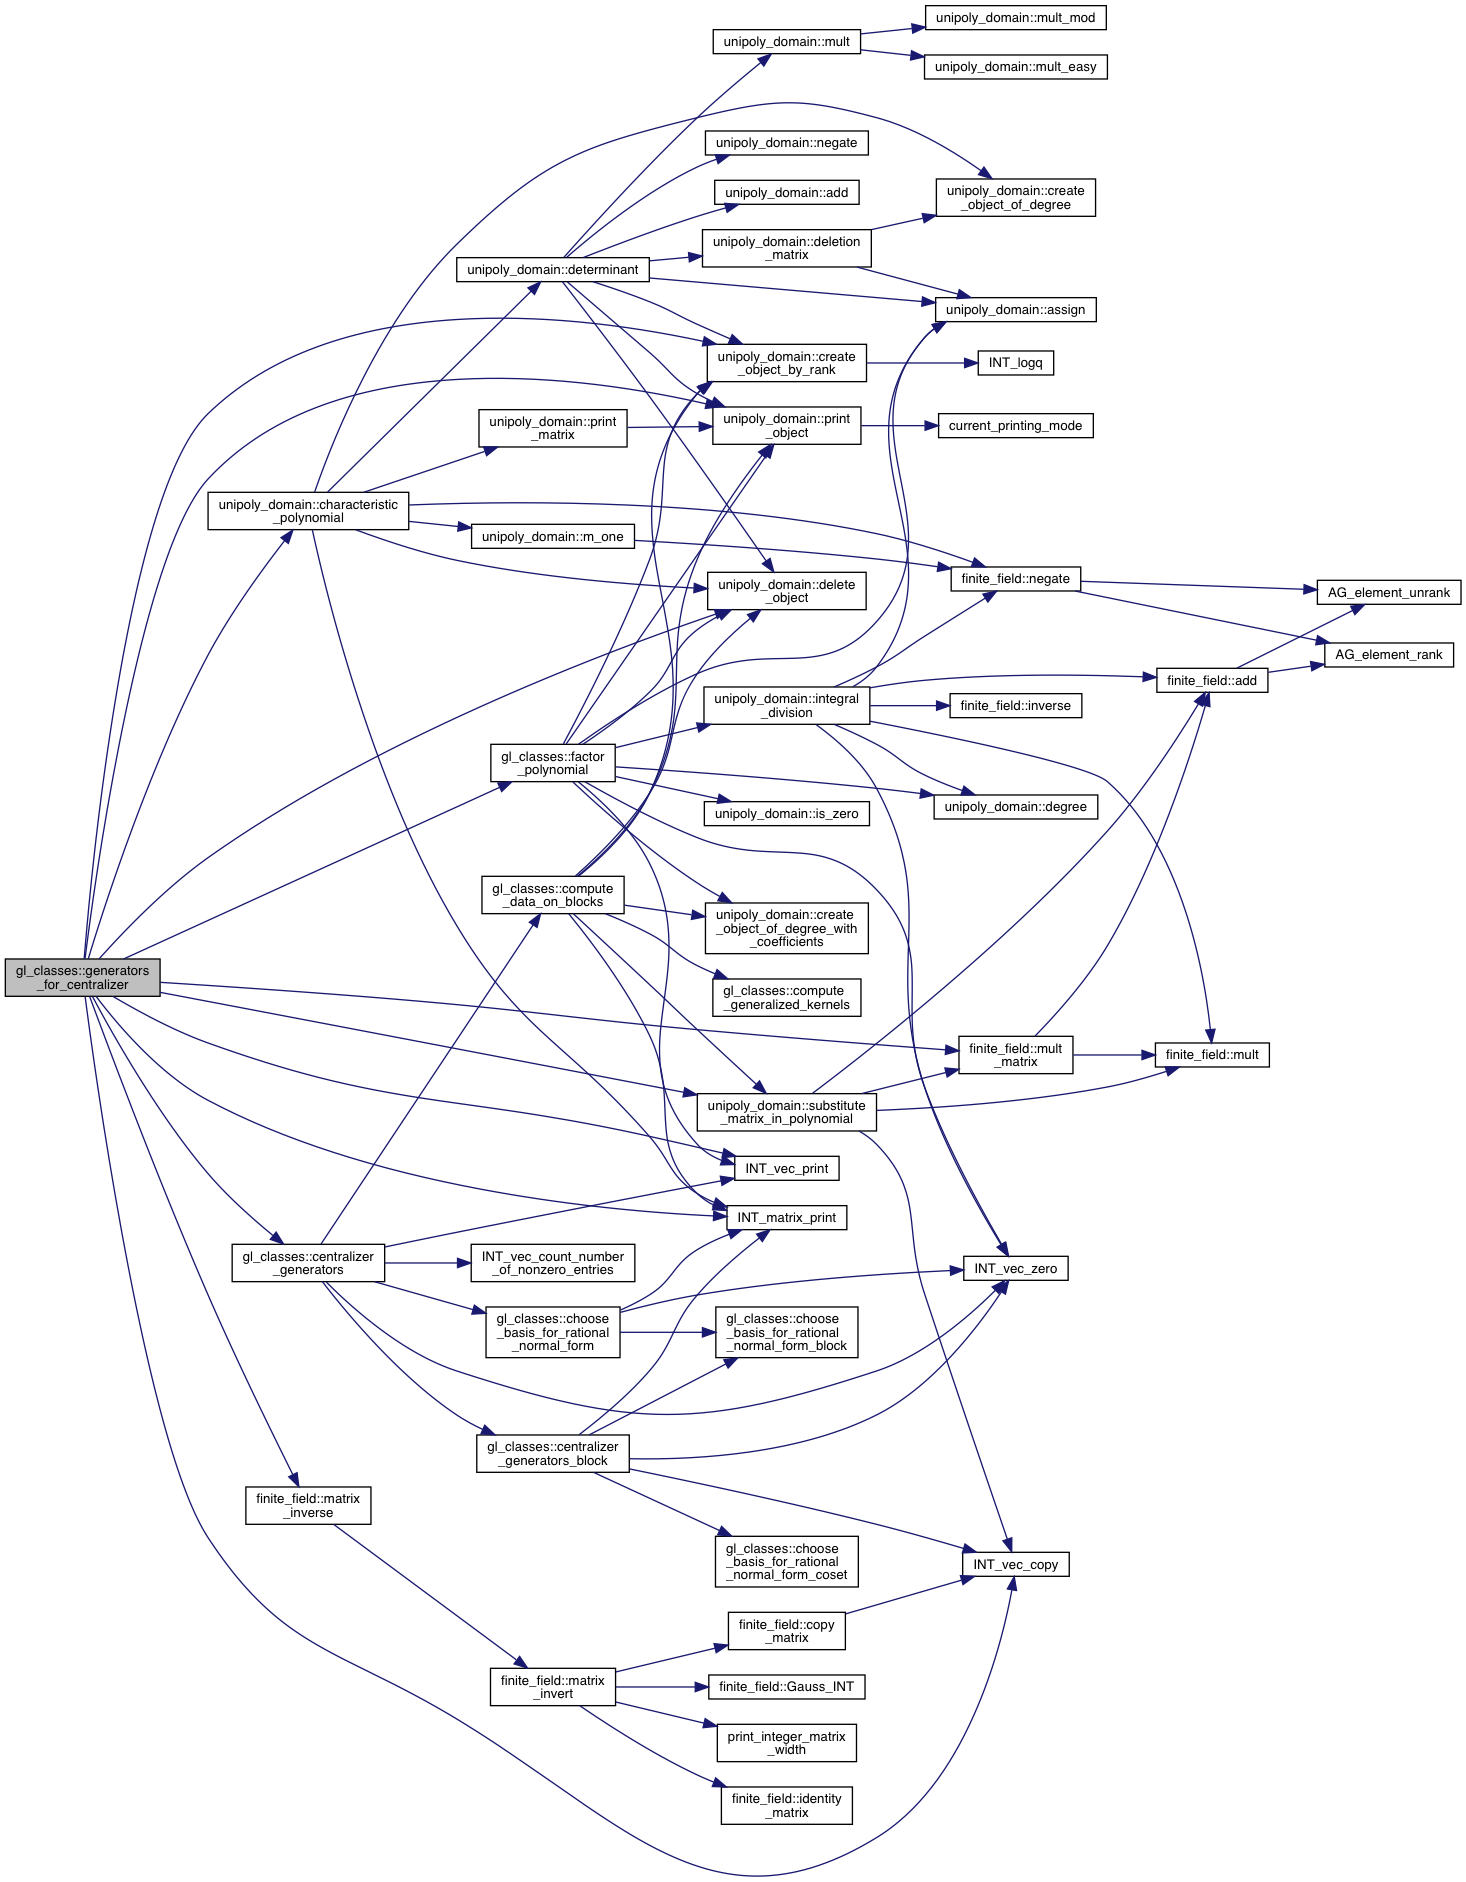 unipoly_domain::mult_mod
unipoly_domain::mult
unipoly_domain::mult_easy
unipoly_domain::negate
unipoly_domain::add
unipoly_domain::create
_object_of_degree
unipoly_domain::deletion
_matrix
unipoly_domain::determinant
unipoly_domain::assign
unipoly_domain::create
_object_by_rank
INT_logq
unipoly_domain::print
_object
current_printing_mode
unipoly_domain::print
_matrix
unipoly_domain::characteristic
_polynomial
unipoly_domain::m_one
unipoly_domain::delete
_object
finite_field::negate
AG_element_unrank
AG_element_rank
finite_field::add
unipoly_domain::integral
_division
finite_field::inverse
gl_classes::factor
_polynomial
unipoly_domain::degree
unipoly_domain::is_zero
gl_classes::compute
_data_on_blocks
unipoly_domain::create
_object_of_degree_with
_coefficients
gl_classes::generators
_for_centralizer
gl_classes::compute
_generalized_kernels
finite_field::mult
_matrix
finite_field::mult
unipoly_domain::substitute
_matrix_in_polynomial
INT_vec_print
INT_matrix_print
gl_classes::centralizer
_generators
INT_vec_count_number
_of_nonzero_entries
INT_vec_zero
gl_classes::choose
_basis_for_rational
_normal_form
gl_classes::choose
_basis_for_rational
_normal_form_block
gl_classes::centralizer
_generators_block
finite_field::matrix
_inverse
gl_classes::choose
_basis_for_rational
_normal_form_coset
INT_vec_copy
finite_field::copy
_matrix
finite_field::matrix
_invert
finite_field::Gauss_INT
print_integer_matrix
_width
finite_field::identity
_matrix